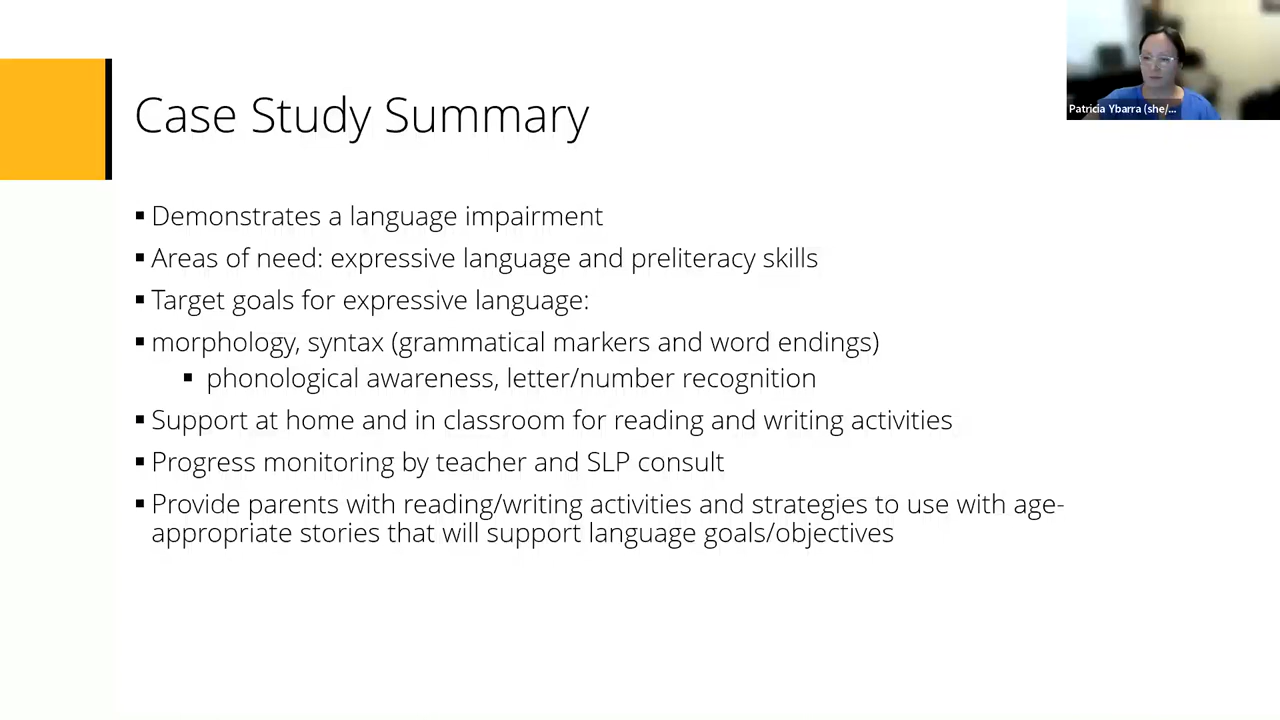 Case Study Summary
Patricia Ybarra (she/...
▪ Demonstrates a language impairment
▪ Areas of need: expressive language and preliteracy skills
▪ Target goals for expressive language:
▪ morphology, syntax (grammatical markers and word endings)
▪ phonological awareness, letter/number recognition
▪ Support at home and in classroom for reading and writing activities
▪ Progress monitoring by teacher and SLP consult
▪ Provide parents with reading/writing activities and strategies to use with age-
appropriate stories that will support language goals/objectives